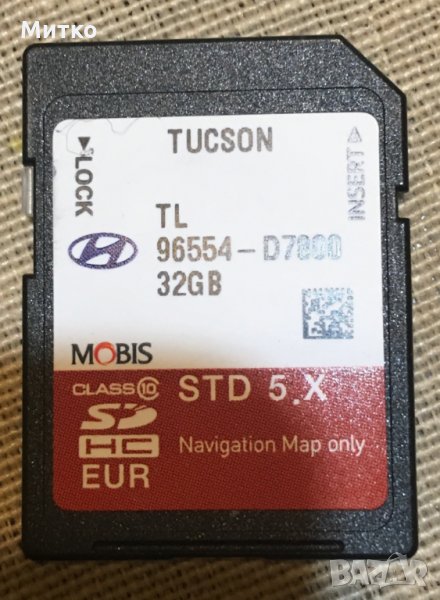 Митко
TUCSON
LOCK
INSERT
TL
96554-D7800
32GB
MOBIS
CLASS 10
STD 5.X
SD
HC
Navigation Map only
EUR
BAZAR